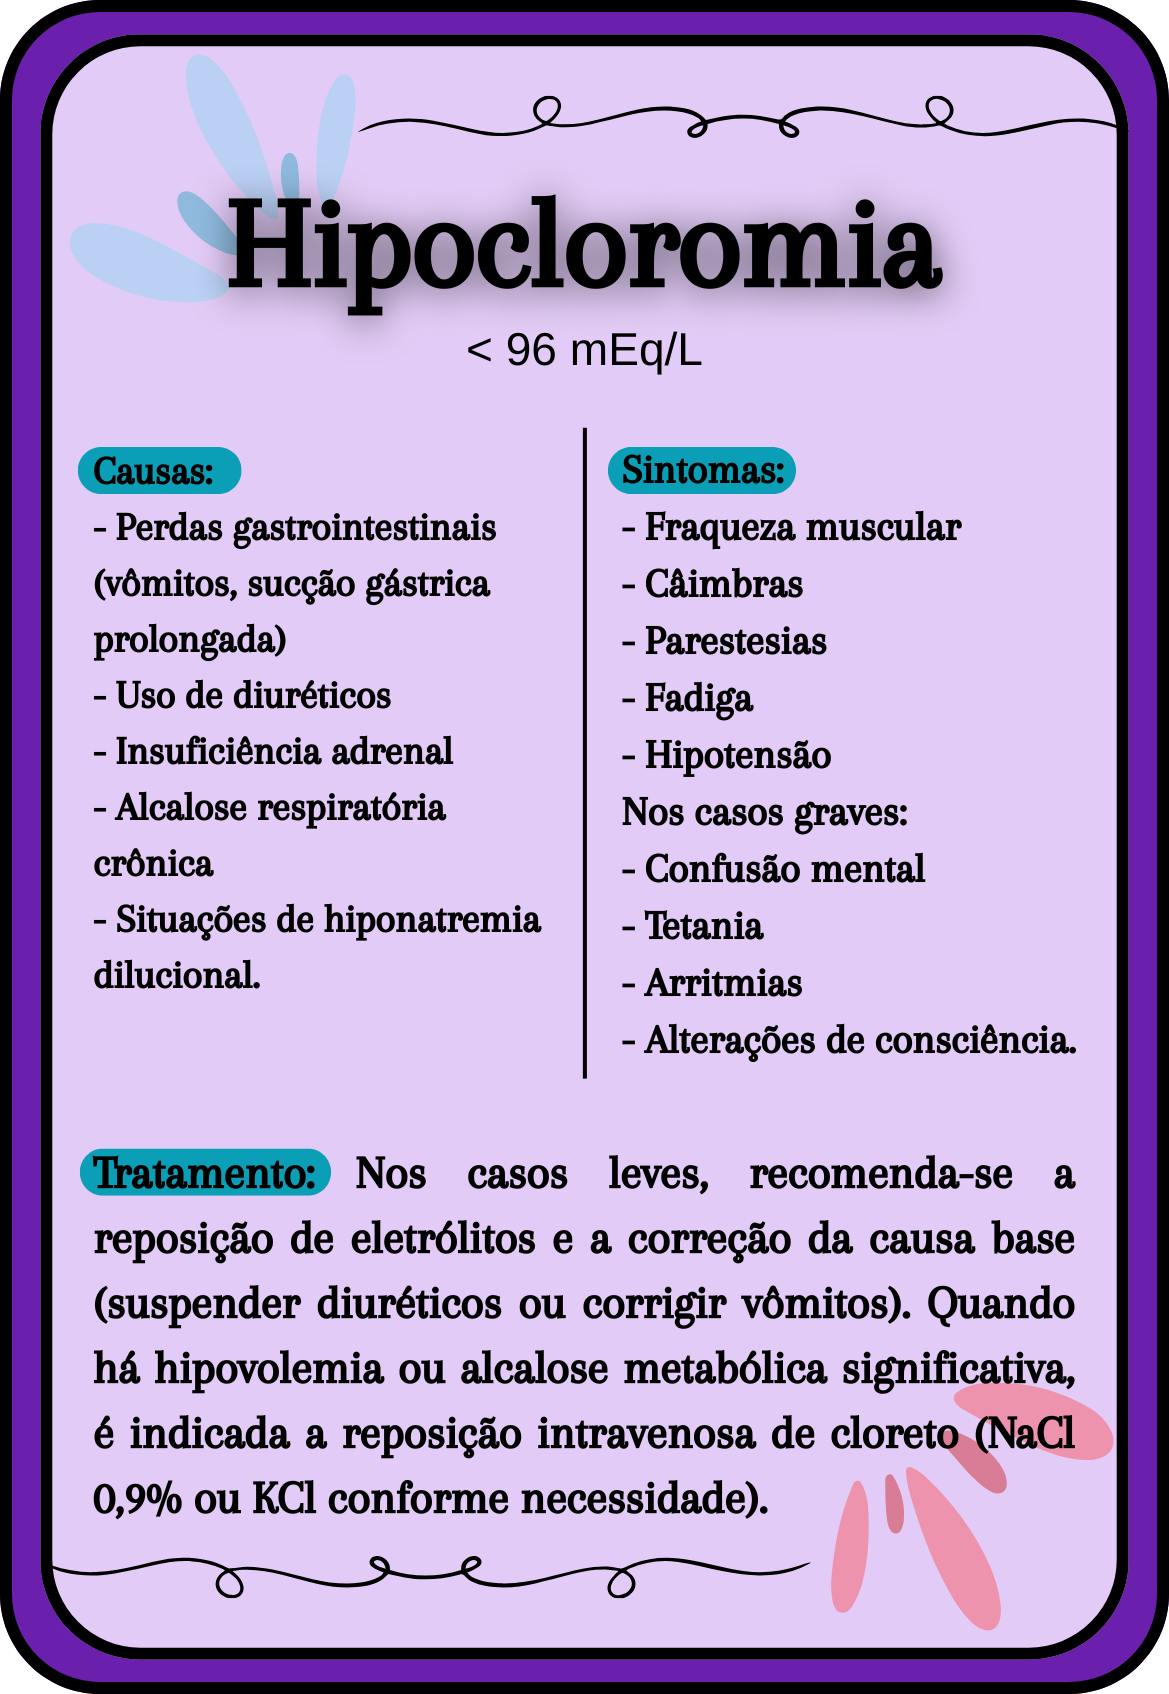 Hipocloromia
< 96 mEq/L
Causas:
- Perdas gastrointestinais
(vômitos, sucção gástrica
prolongada)
- Uso de diuréticos
- Insuficiência adrenal
- Alcalose respiratória
crônica
- Situações de hiponatremia
dilucional.
Sintomas:
- Fraqueza muscular
- Câimbras
- Parestesias
- Fadiga
- Hipotensão
Nos casos graves:
- Confusão mental
- Tetania
- Arritmias
- Alterações de consciência.
Tratamento: Nos casos leves, recomenda-se a
reposição de eletrólitos e a correção da causa base
(suspender diuréticos ou corrigir vômitos). Quando
há hipovolemia ou alcalose metabólica significativa,
é indicada a reposição intravenosa de cloreto (NaCl
0,9% ou KCl conforme necessidade).